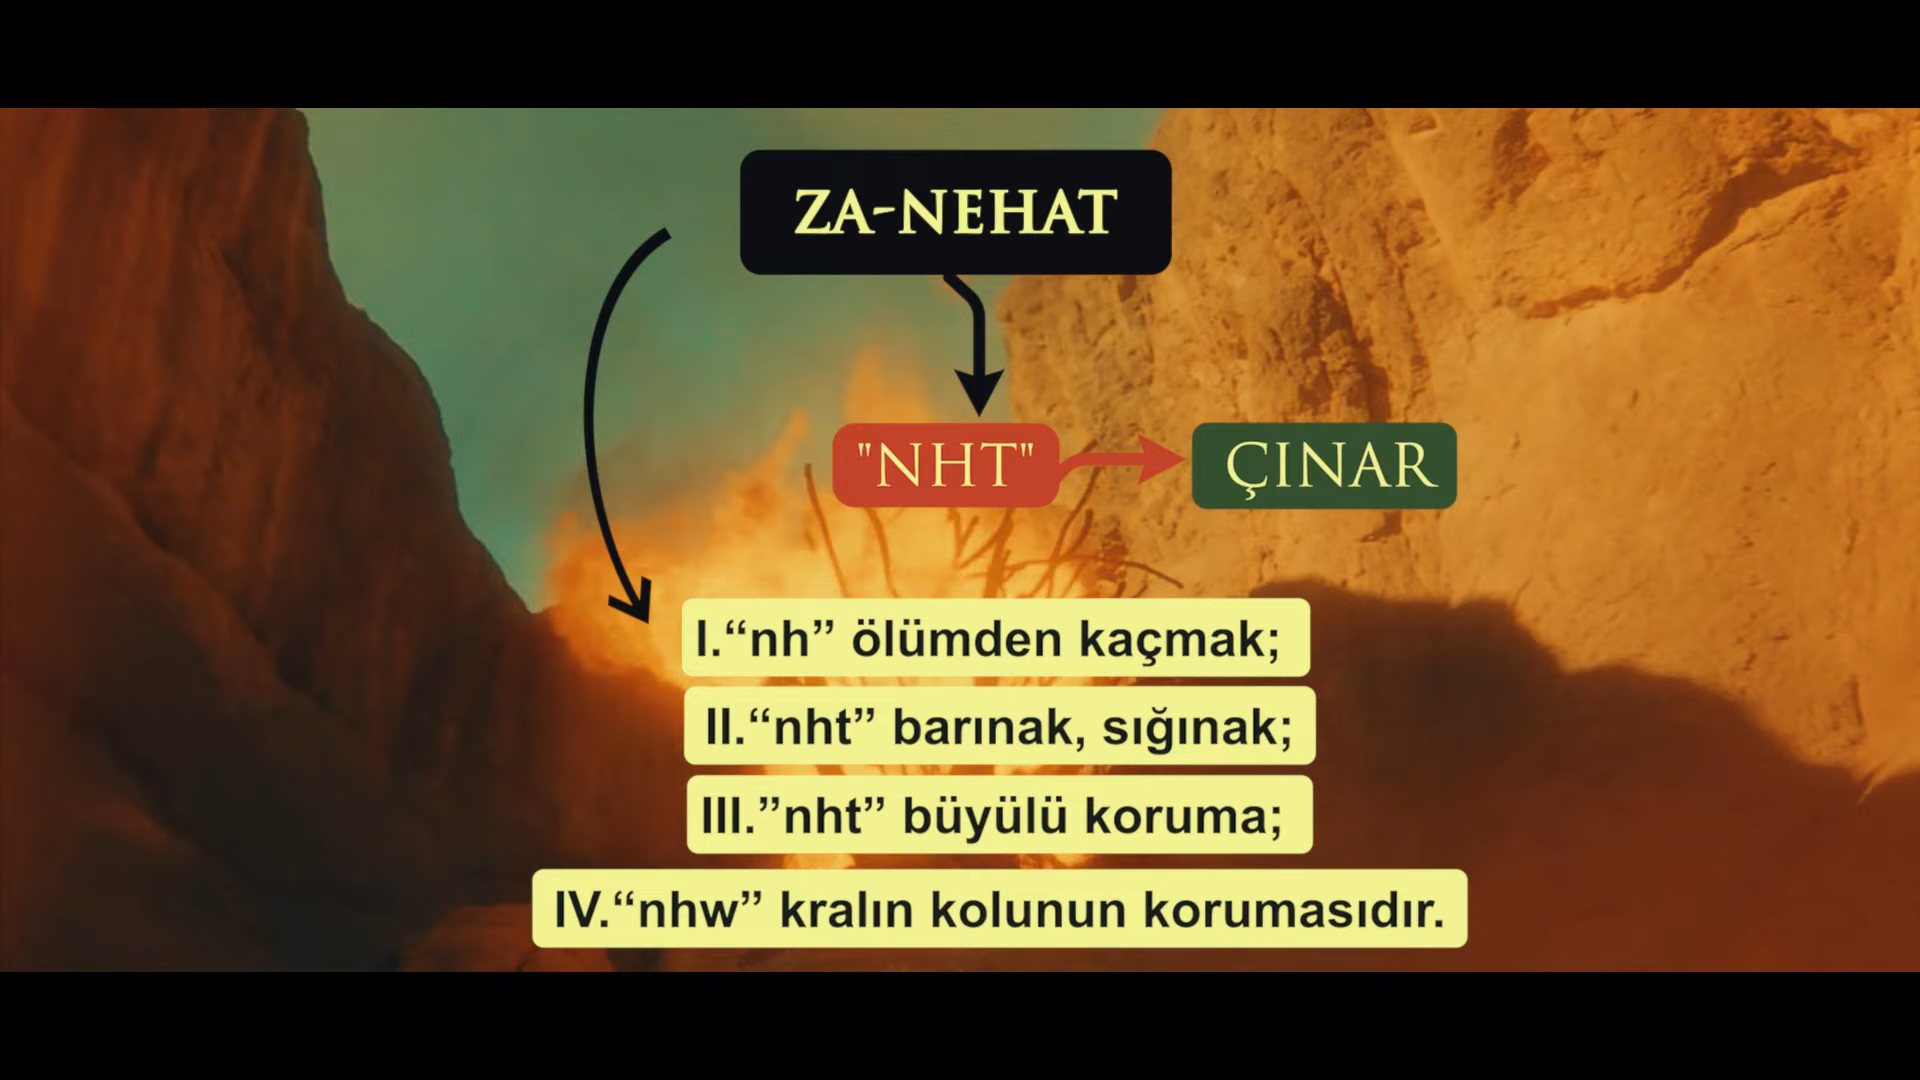 ZA-NEHAT
"NHT"
ÇINAR
I.“nh” ölümden kaçmak;
II.“nht” barınak, sığınak;
III.”nht” büyülü koruma;
IV.“nhw” kralın kolunun korumasıdır.